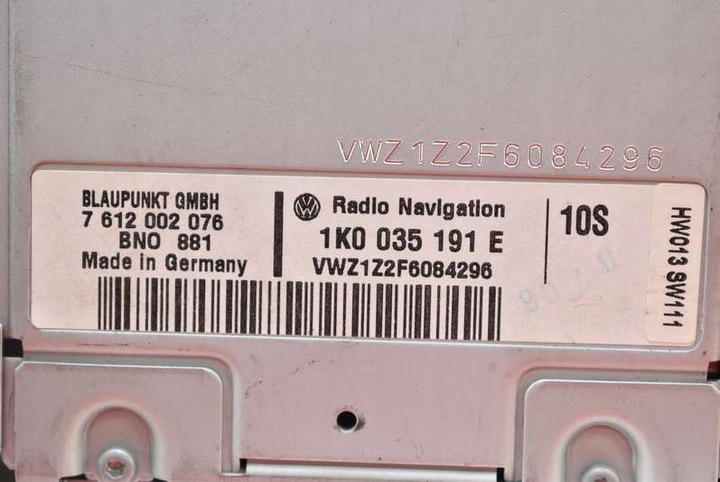 VWZ1Z2F6084296
BLAUPUNKT GMBH
7 612 002 076
BNO 881
Made in Germany
Radio Navigation
1K0 035 191 E
VWZ1Z2F6084296
10S
HW013 SW111